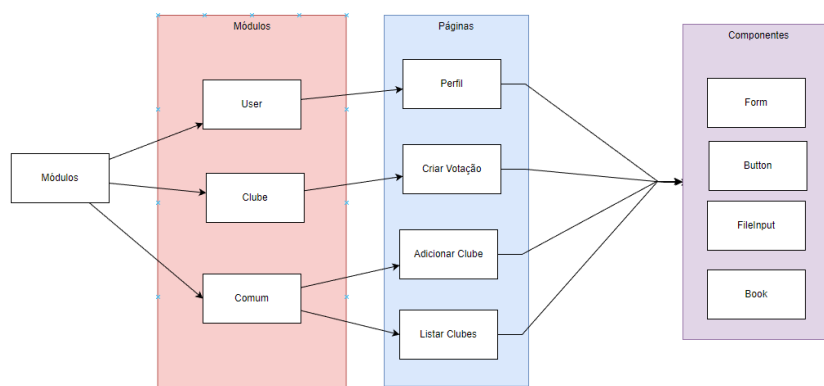 Módulos
Módulos
User
Clube
Comum
Páginas
Perfil
Criar Votação
Adicionar Clube
Listar Clubes
Componentes
Form
Button
FileInput
Book